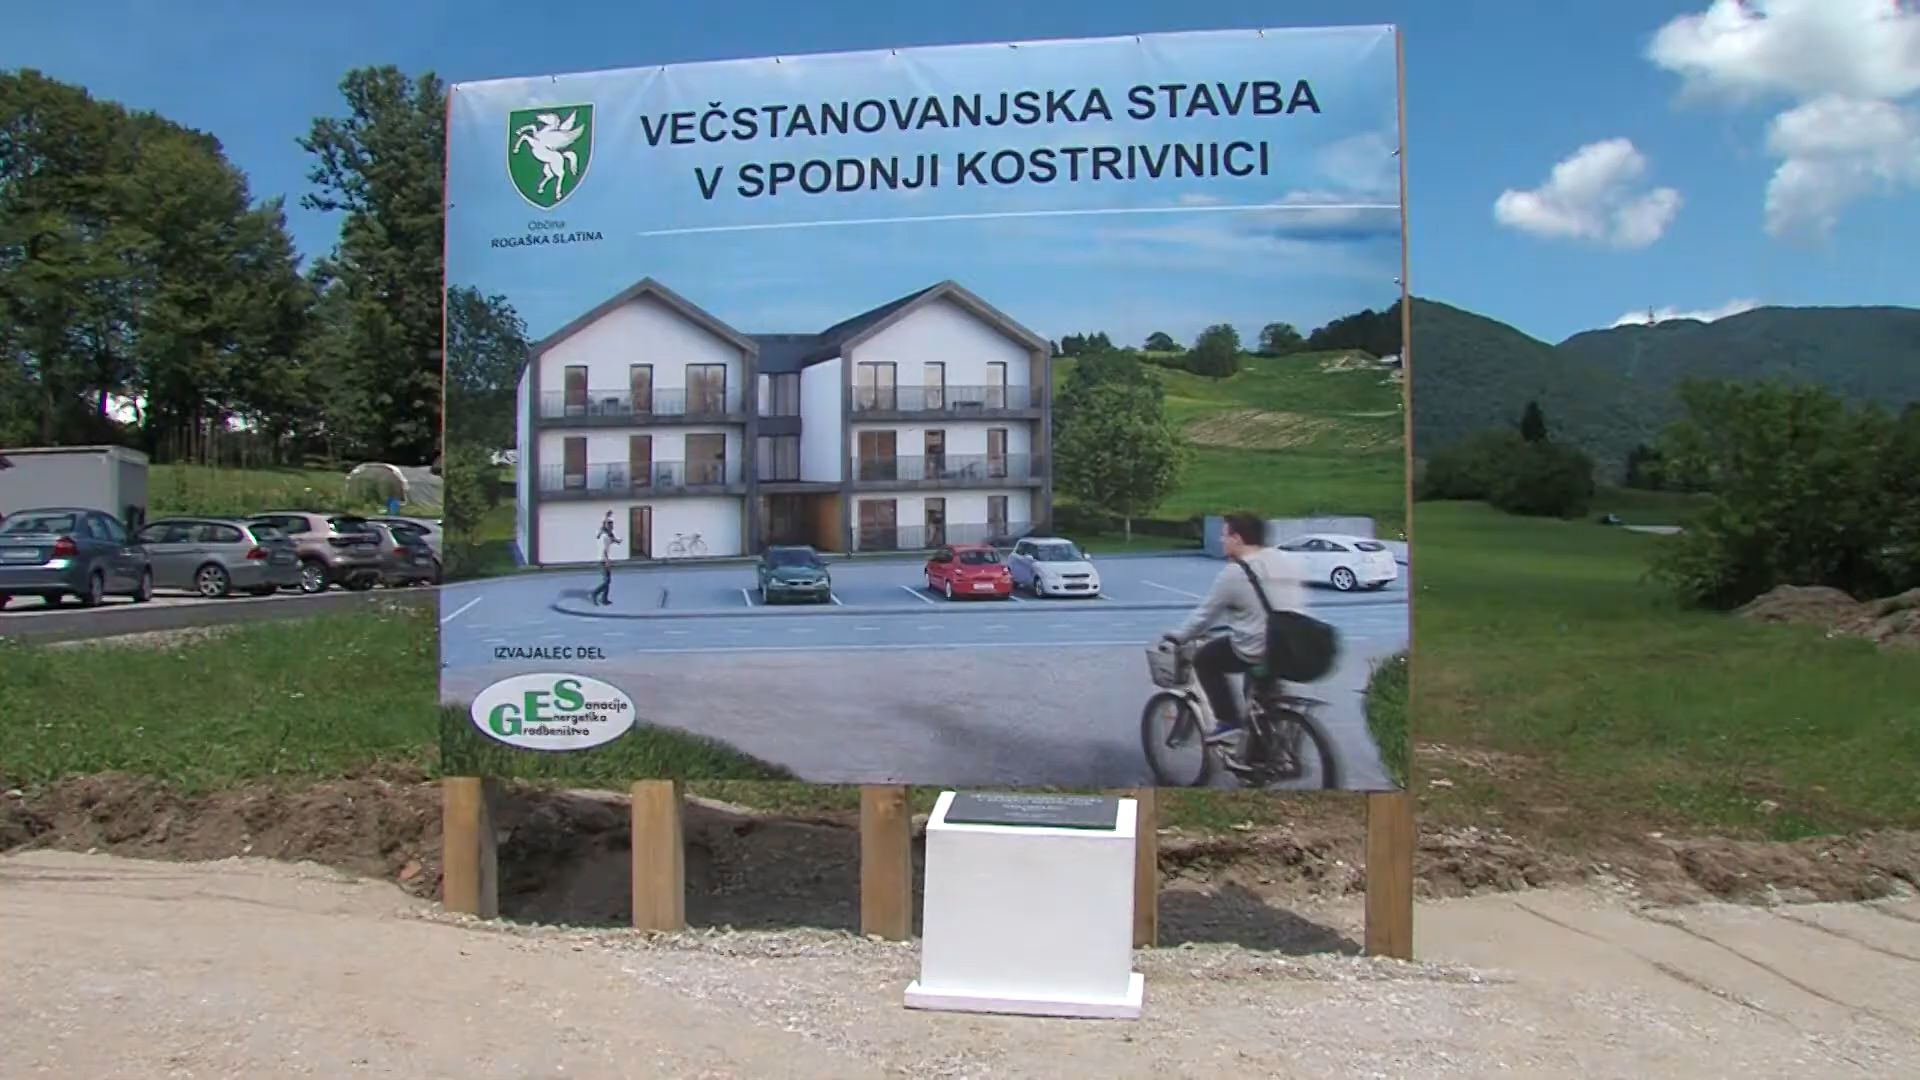 VEČSTANOVANJSKA STAVBA
V SPODNJI KOSTRIVNICI
Občina
ROGAŠKA SLATINA
IZVAJALEC DEL
GES
Sanacije
Energetika
Gradbeništvo